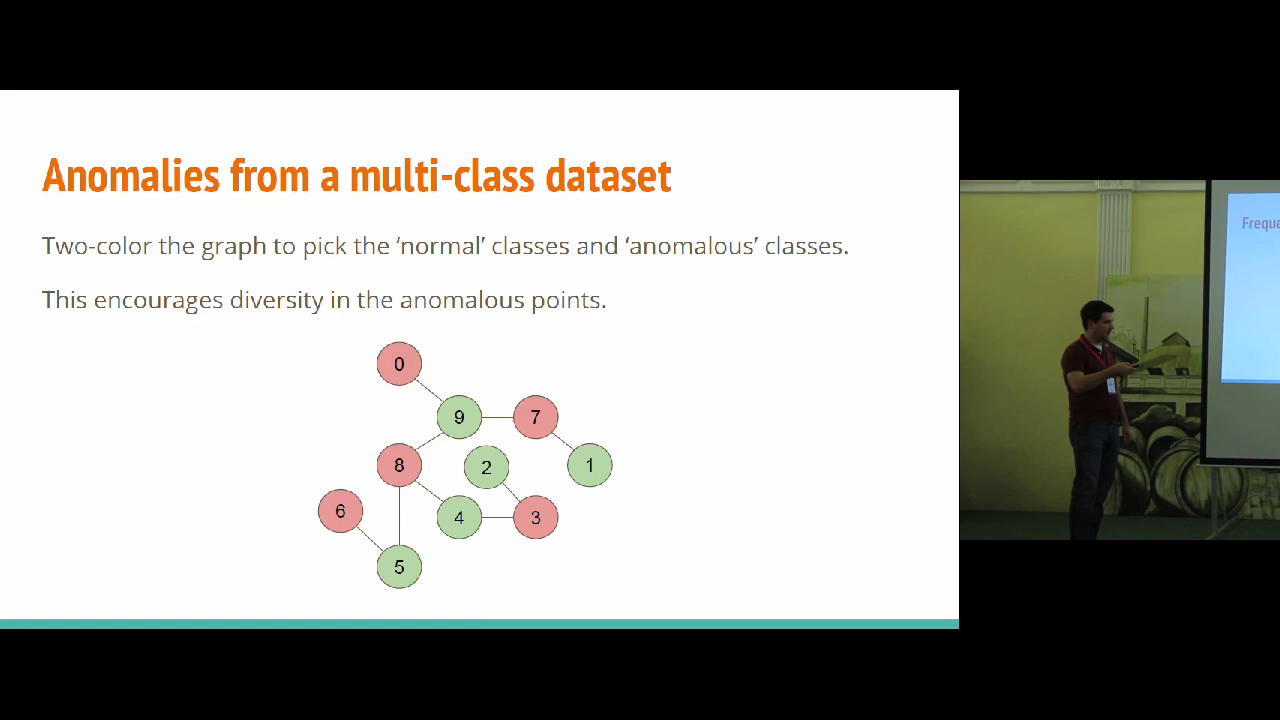 Anomalies from a multi-class dataset
Two-color the graph to pick the ‘normal’ classes and ‘anomalous’ classes.
This encourages diversity in the anomalous points.
0
9
7
8
2
1
6
4
3
5
Freque